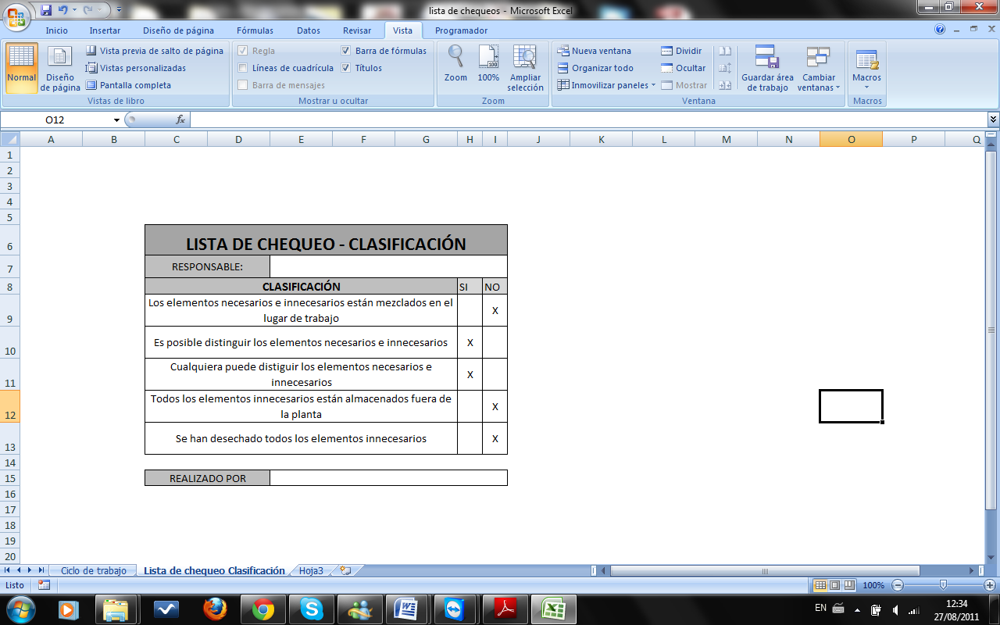 lista de chequeos - Microsoft Excel
Inicio Insertar Diseño de página Fórmulas Datos Revisar Vista Programador
Normal
Diseño de página
Vista previa de salto de página
Vistas personalizadas
Pantalla completa
Vistas de libro
Regla
Líneas de cuadrícula
Barra de mensajes
Barra de fórmulas
Títulos
Mostrar u ocultar
Zoom
100%
Ampliar selección
Zoom
Nueva ventana
Organizar todo
Inmovilizar paneles
Dividir
Ocultar
Mostrar
Guardar área de trabajo
Cambiar ventanas
Ventana
Macros
Macros
O12 fx
A B C D E F G H I J K L M N O P Q
1
2
3
4
5
6 LISTA DE CHEQUEO - CLASIFICACIÓN
7 RESPONSABLE:
8 CLASIFICACIÓN SI NO
Los elementos necesarios e innecesarios están mezclados en el
9 lugar de trabajo X
10 Es posible distinguir los elementos necesarios e innecesarios X
Cualquiera puede distiguir los elementos necesarios e
11 innecesarios X
Todos los elementos innecesarios están almacenados fuera de
12 la planta X
13 Se han desechado todos los elementos innecesarios X
14
15 REALIZADO POR
16
17
18
19
20
Ciclo de trabajo Lista de chequeo Clasificación Hoja3
Listo 100%
EN 12:34
27/08/2011